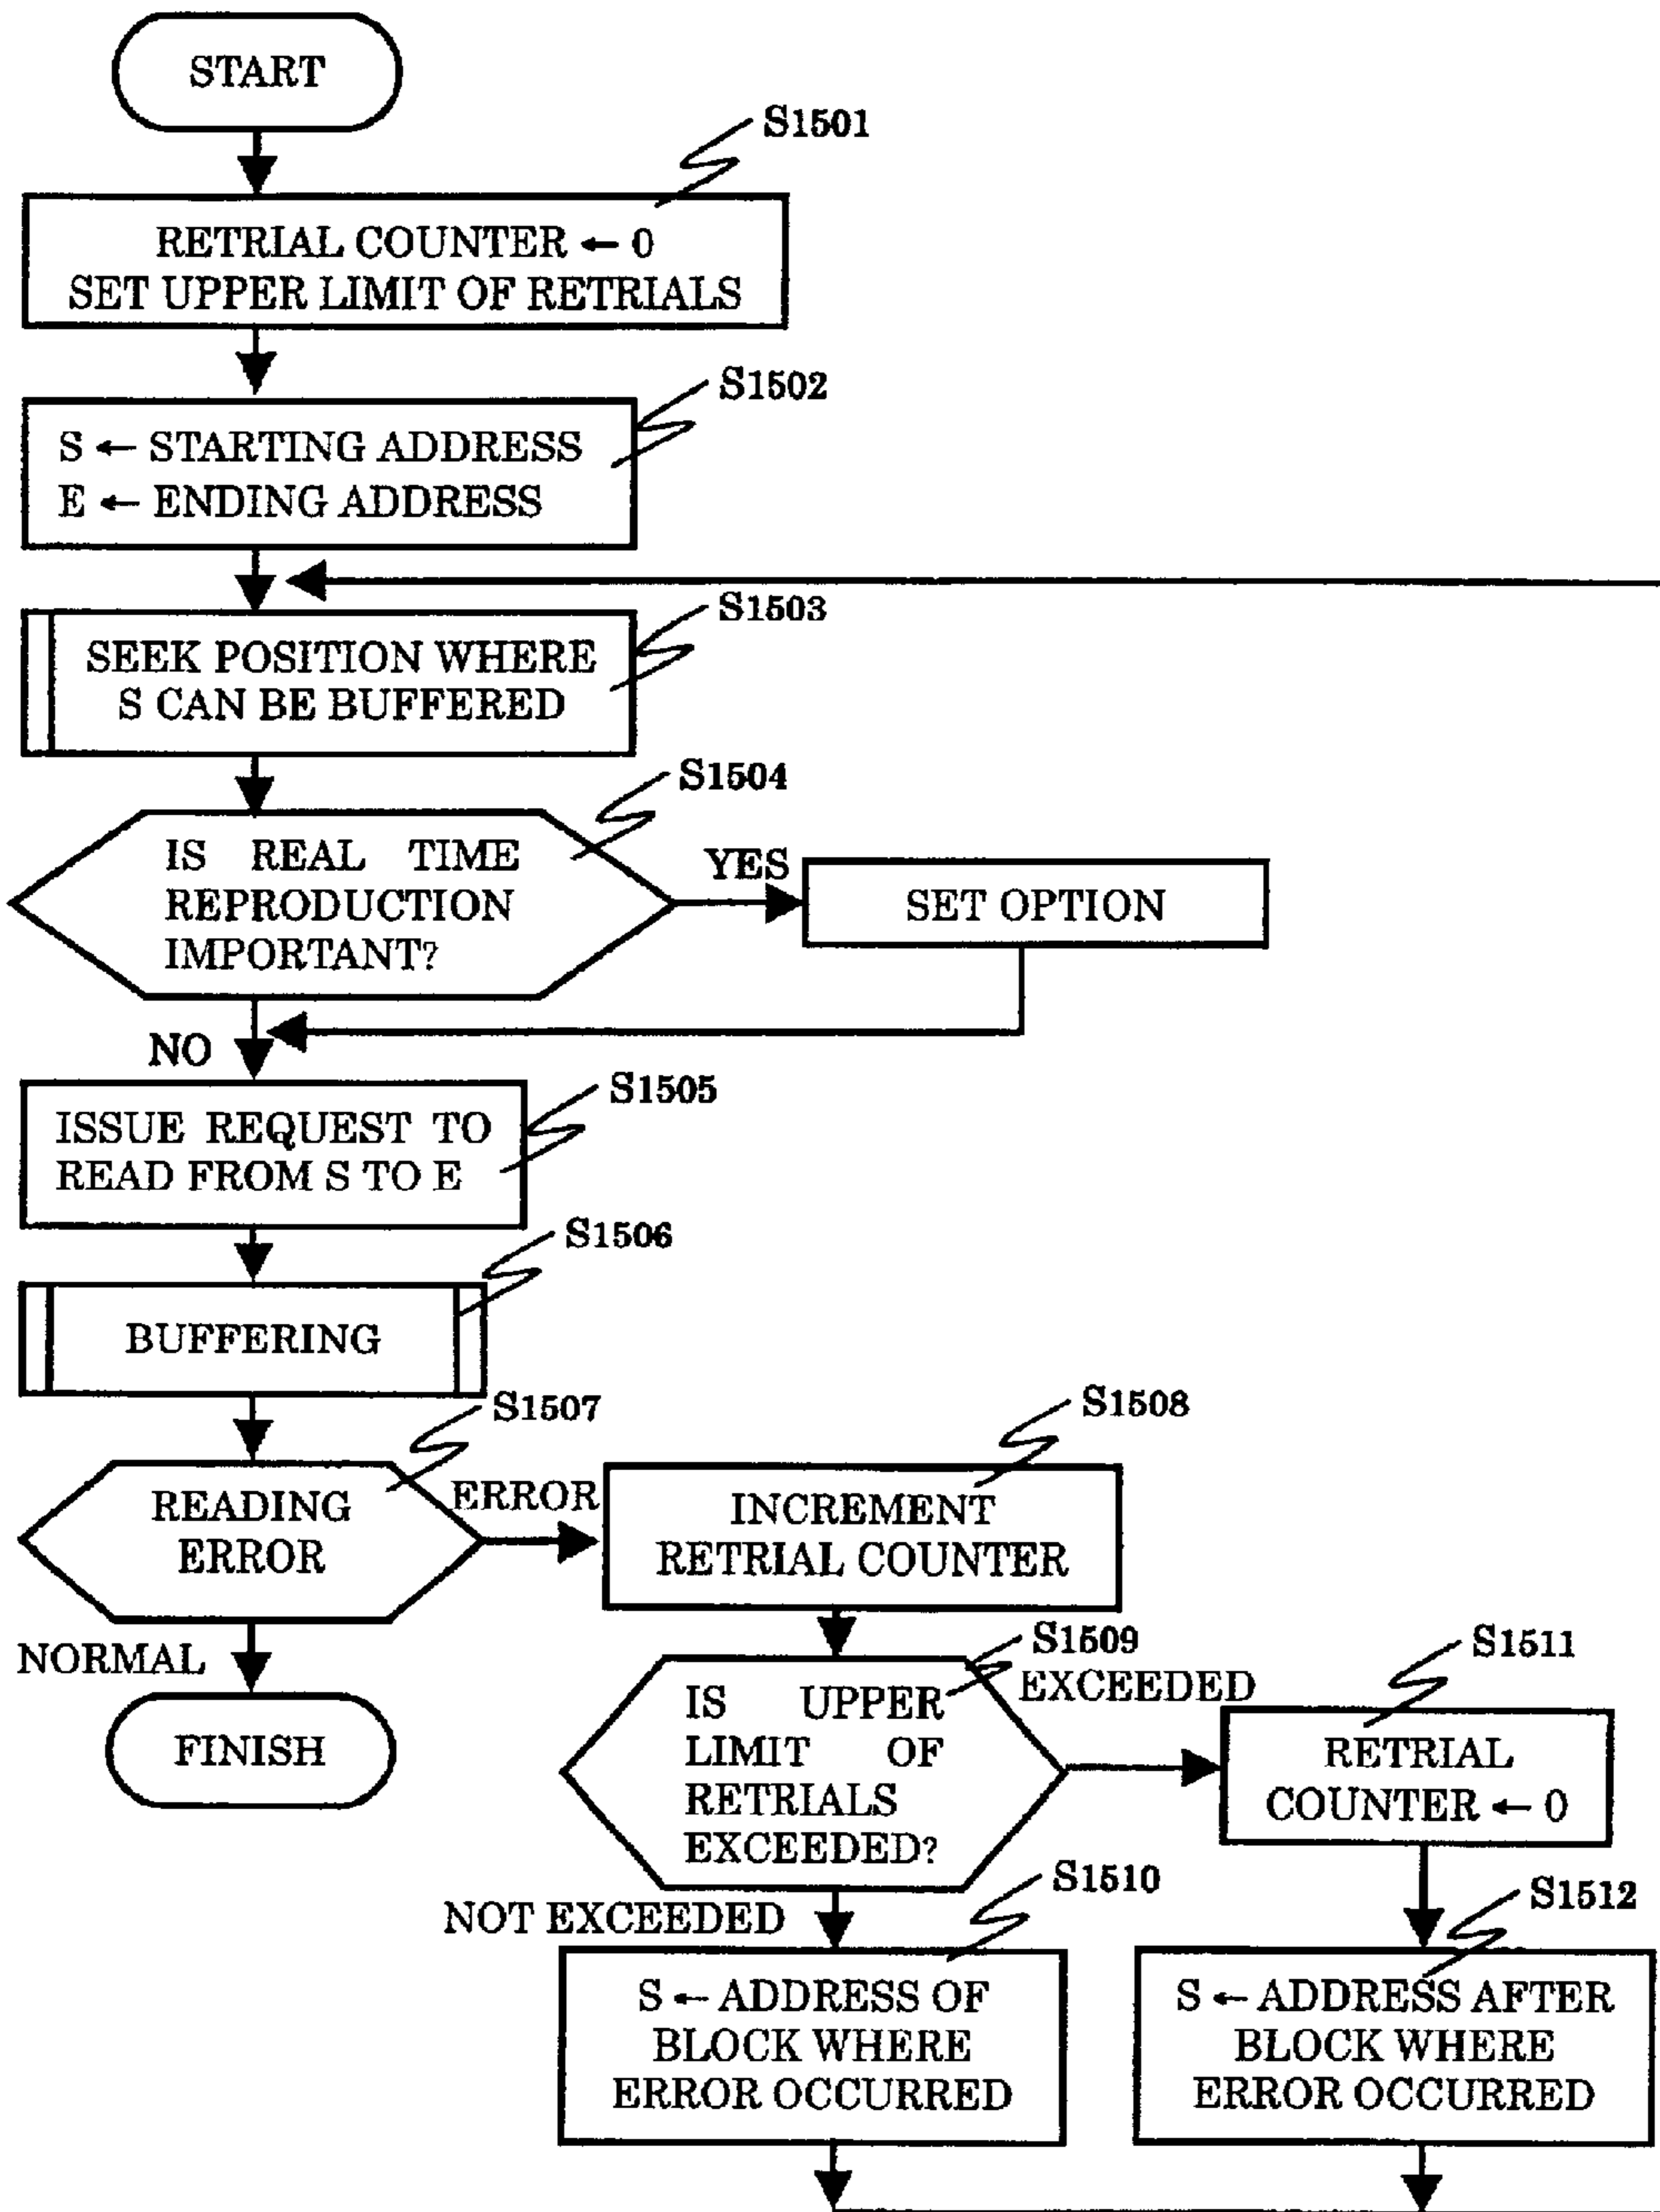 START
S1501
RETRIAL COUNTER ← 0
SET UPPER LIMIT OF RETRIALS
S1502
S ← STARTING ADDRESS
E ← ENDING ADDRESS
S1503
SEEK POSITION WHERE
S CAN BE BUFFERED
S1504
IS REAL TIME
REPRODUCTION
IMPORTANT?
YES
SET OPTION
NO
S1505
ISSUE REQUEST TO
READ FROM S TO E
S1506
BUFFERING
S1507
READING
ERROR
ERROR
S1508
INCREMENT
RETRIAL COUNTER
NORMAL
FINISH
S1509
IS UPPER
LIMIT OF
RETRIALS
EXCEEDED?
EXCEEDED
S1511
RETRIAL
COUNTER ← 0
NOT EXCEEDED
S1510
S ← ADDRESS OF
BLOCK WHERE
ERROR OCCURRED
S1512
S ← ADDRESS AFTER
BLOCK WHERE
ERROR OCCURRED